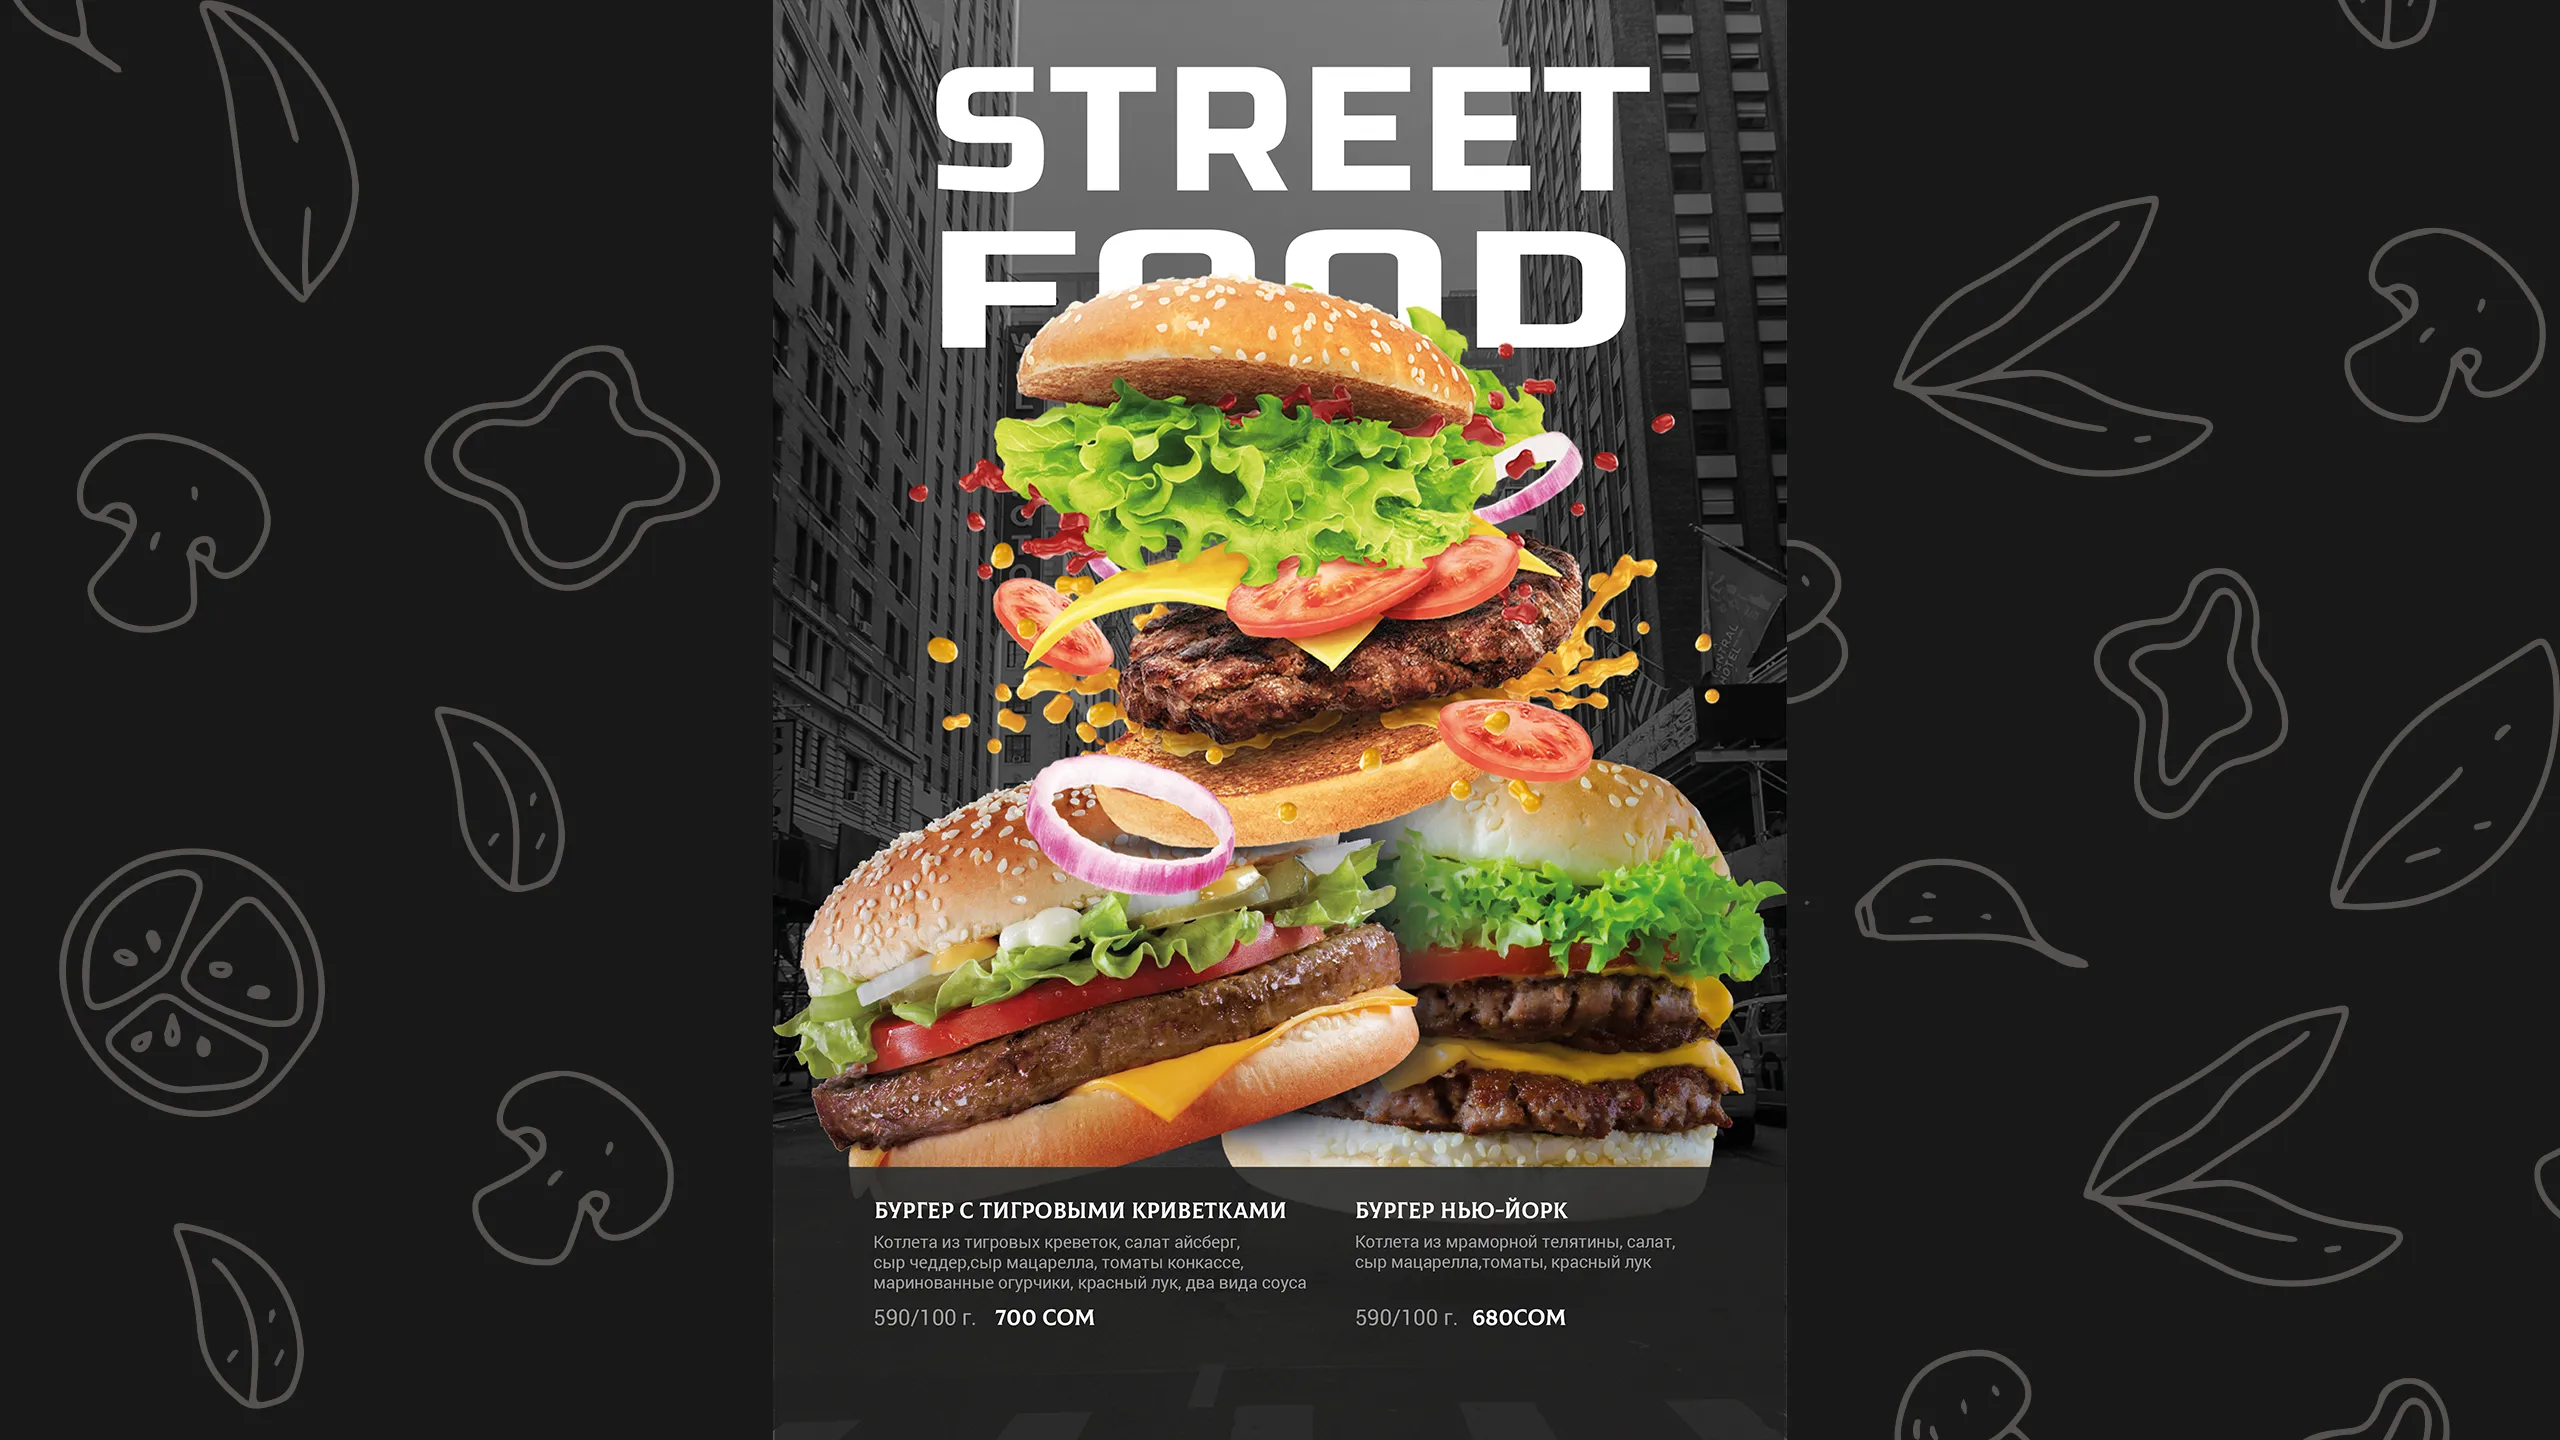 STREET
FOOD
БУРГЕР С ТИГРОВЫМИ КРИВЕТКАМИ
Котлета из тигровых креветок, салат айсберг,
сыр чеддер,сыр мацарелла, томаты конкассе,
маринованные огурчики, красный лук, два вида соуса
590/100 г. 700 СОМ
БУРГЕР НЬЮ-ЙОРК
Котлета из мраморной телятины, салат,
сыр мацарелла,томаты, красный лук
590/100 г. 680СОМ